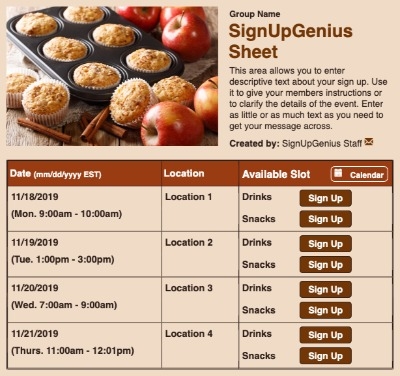 Group Name
SignUpGenius
Sheet
This area allows you to enter
descriptive text about your sign up. Use
it to give your members instructions or
to clarify the details of the event. Enter
as little or as much text as you need to
get your message across.
Created by: SignUpGenius Staff
Date (mm/dd/yyyy EST) Location Available Slot Calendar
11/18/2019 Location 1 Drinks Sign Up
(Mon. 9:00am - 10:00am) Snacks Sign Up
11/19/2019 Location 2 Drinks Sign Up
(Tue. 1:00pm - 3:00pm) Snacks Sign Up
11/20/2019 Location 3 Drinks Sign Up
(Wed. 7:00am - 9:00am) Snacks Sign Up
11/21/2019 Location 4 Drinks Sign Up
(Thurs. 11:00am - 12:01pm) Snacks Sign Up